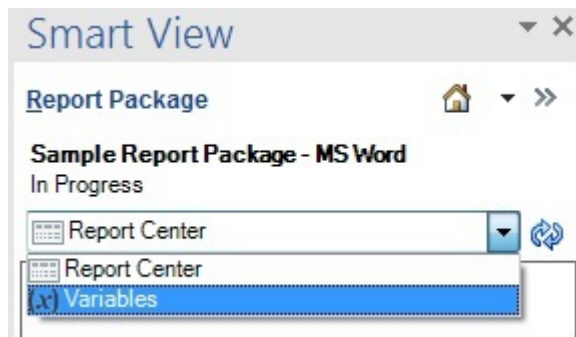 Smart View
Report Package
Sample Report Package - MS Word
In Progress
Report Center
Report Center
(x) Variables